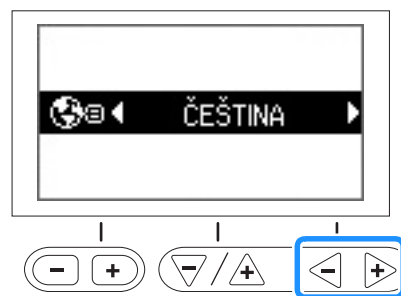 ČEŠTINA
- +
- / +
- +